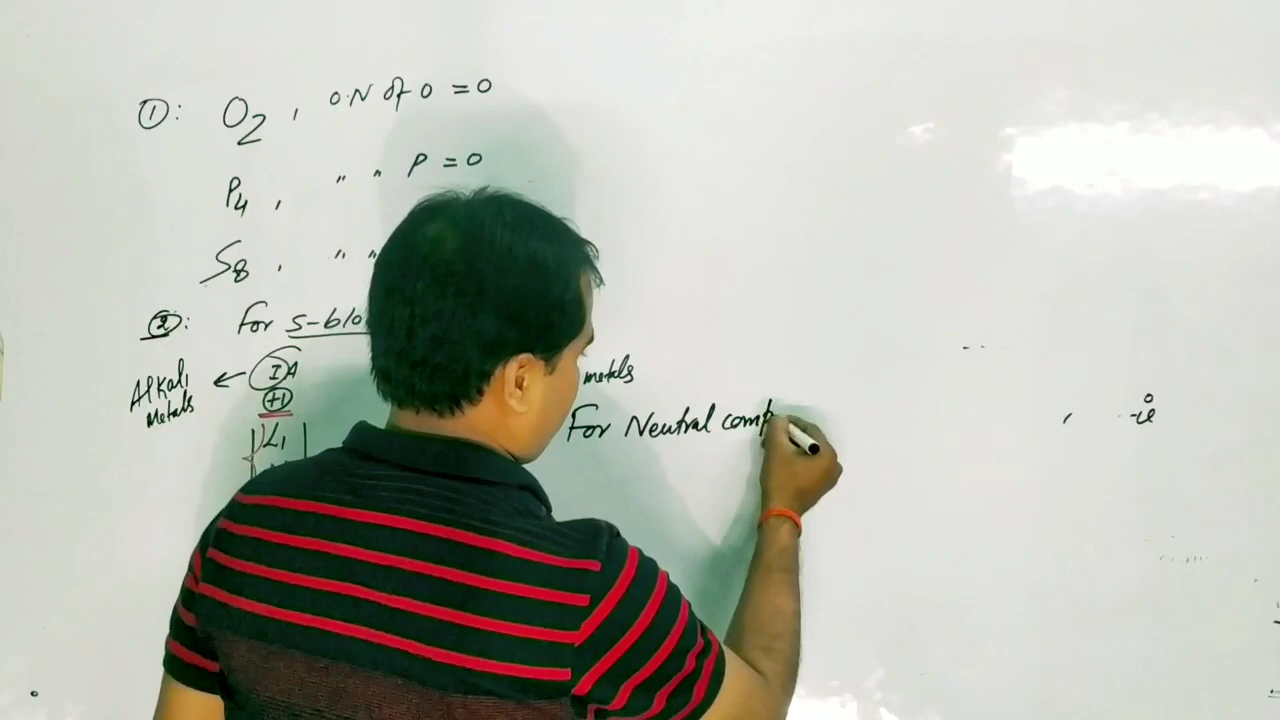 ①: O2, O.N of O = 0
P4, " " P = 0
S8, " "
②: For s-blo
Alkali Metals ← IA
metals
+1
For Neutral comp
Li
, -ve